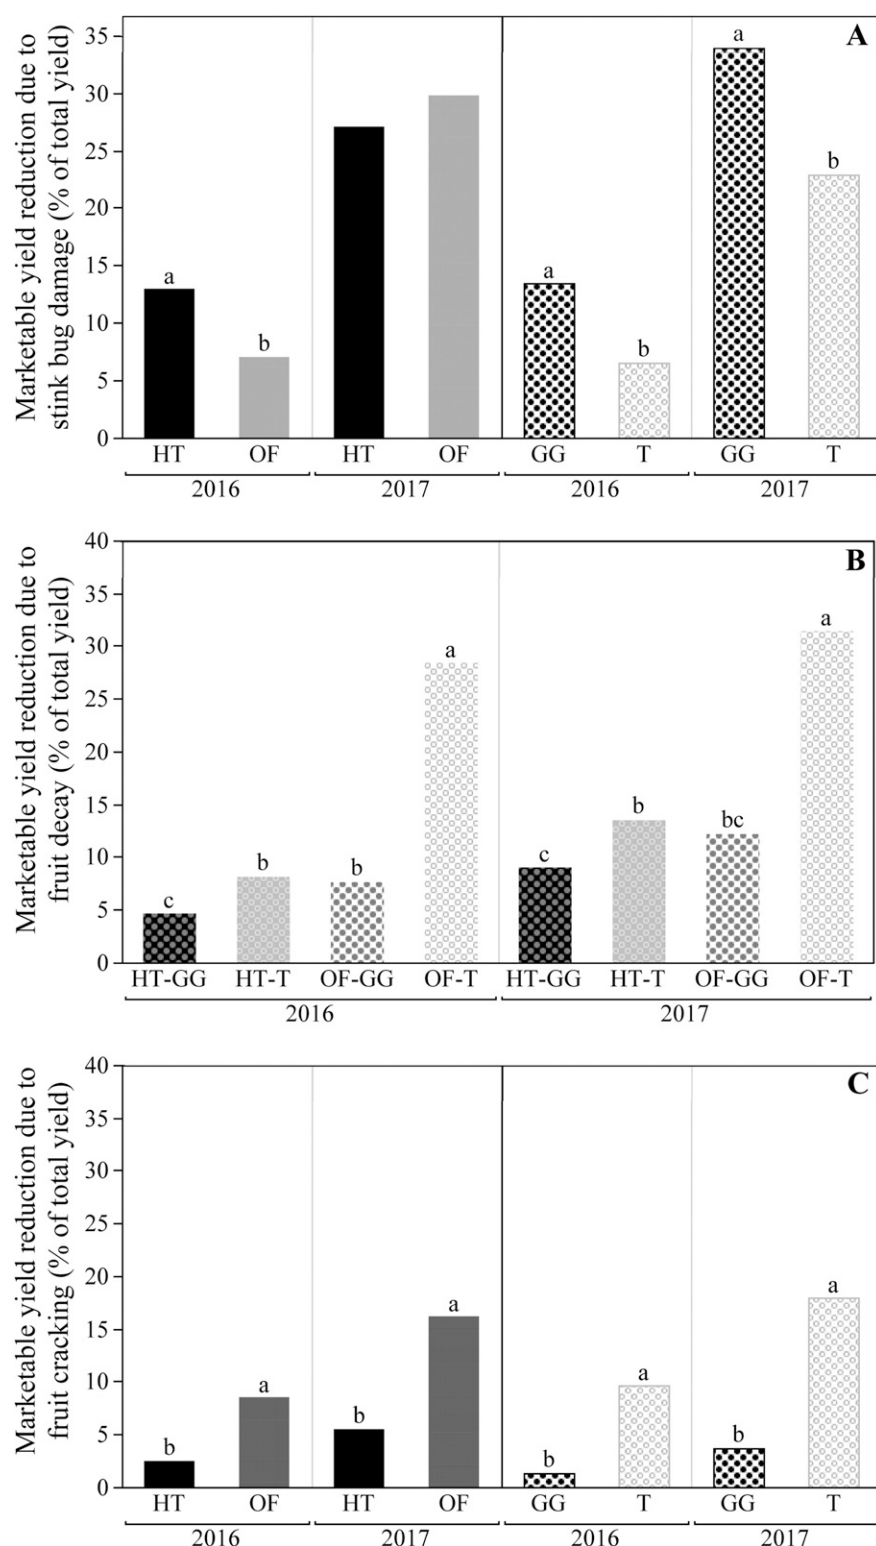 Marketable yield reduction due to
stink bug damage (% of total yield)
A
35
30
25
20
15
10
5
0
a
b
a
b
a
b
HT
OF
HT
OF
GG
T
GG
T
2016
2017
2016
2017
Marketable yield reduction due to
fruit decay (% of total yield)
B
40
35
30
25
20
15
10
5
0
c
b
b
a
c
b
bc
a
HT-GG
HT-T
OF-GG
OF-T
HT-GG
HT-T
OF-GG
OF-T
2016
2017
Marketable yield reduction due to
fruit cracking (% of total yield)
C
40
35
30
25
20
15
10
5
0
b
a
b
a
b
a
b
a
HT
OF
HT
OF
GG
T
GG
T
2016
2017
2016
2017